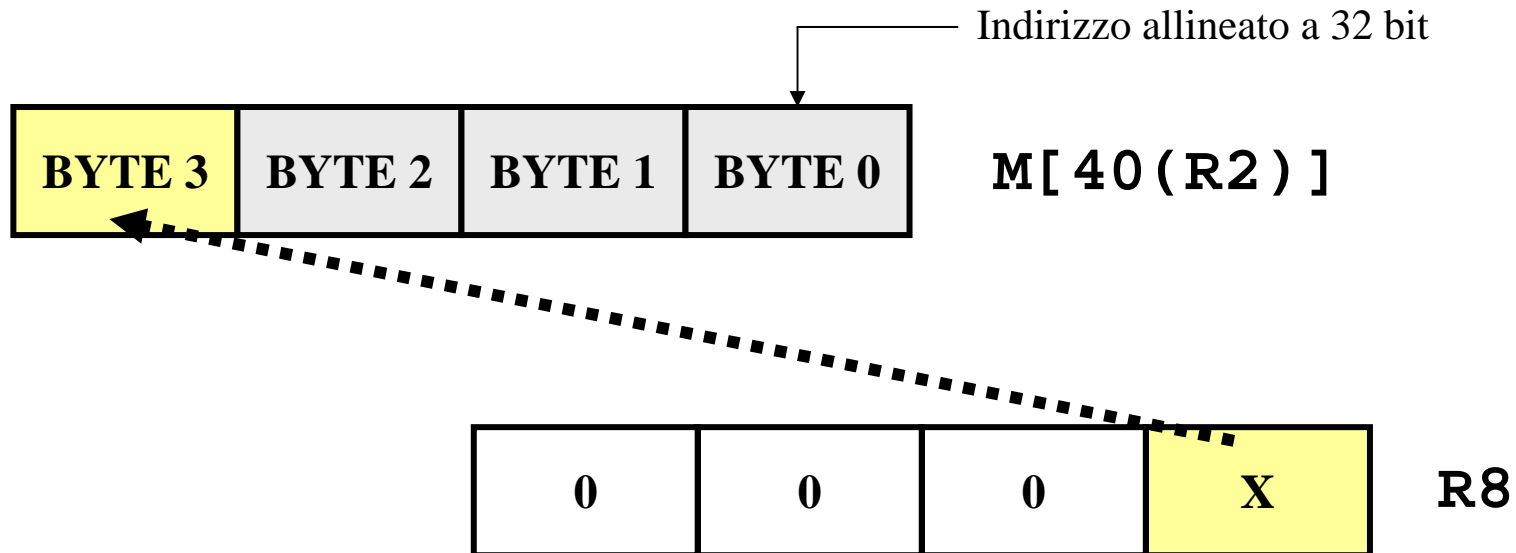 Indirizzo allineato a 32 bit
BYTE 3 BYTE 2 BYTE 1 BYTE 0 M[40(R2)]
0 0 0 X R8